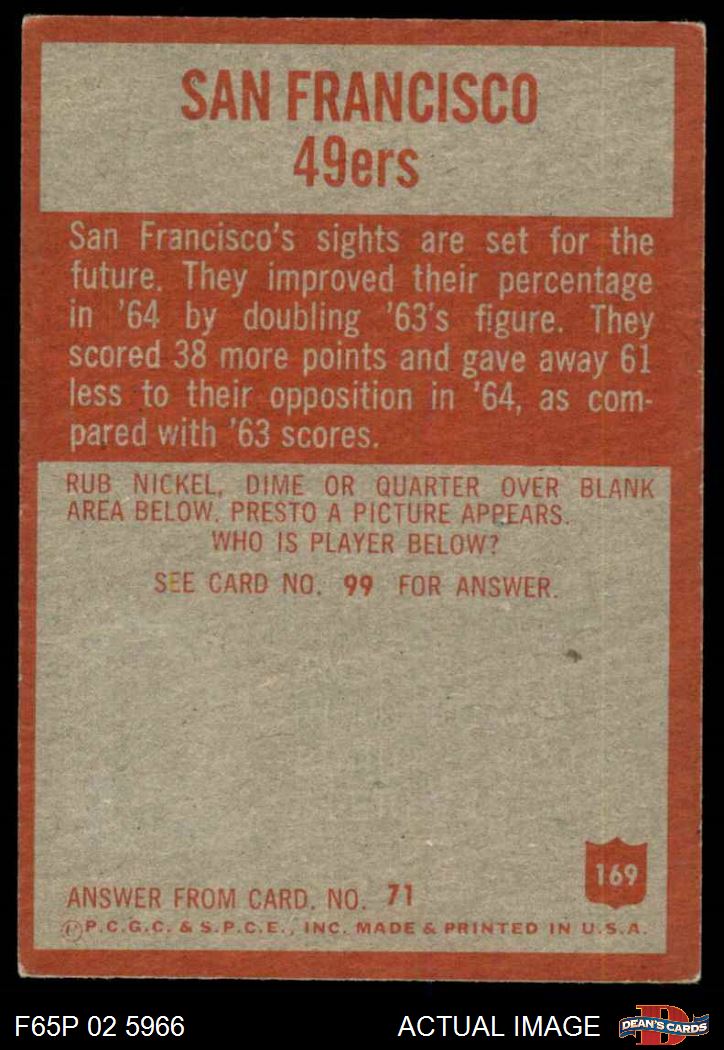 SAN FRANCISCO
49ers
San Francisco's sights are set for the
future. They improved their percentage
in '64 by doubling '63's figure. They
scored 38 more points and gave away 61
less to their opposition in '64, as com-
pared with '63 scores.
RUB NICKEL, DIME OR QUARTER OVER BLANK
AREA BELOW. PRESTO A PICTURE APPEARS.
WHO IS PLAYER BELOW?
SEE CARD NO. 99 FOR ANSWER.
169
ANSWER FROM CARD. NO. 71
P.C.G.C. & S.P.C.E., INC. MADE & PRINTED IN U.S.A.
F65P 02 5966
ACTUAL IMAGE
D
DEAN'S CARDS